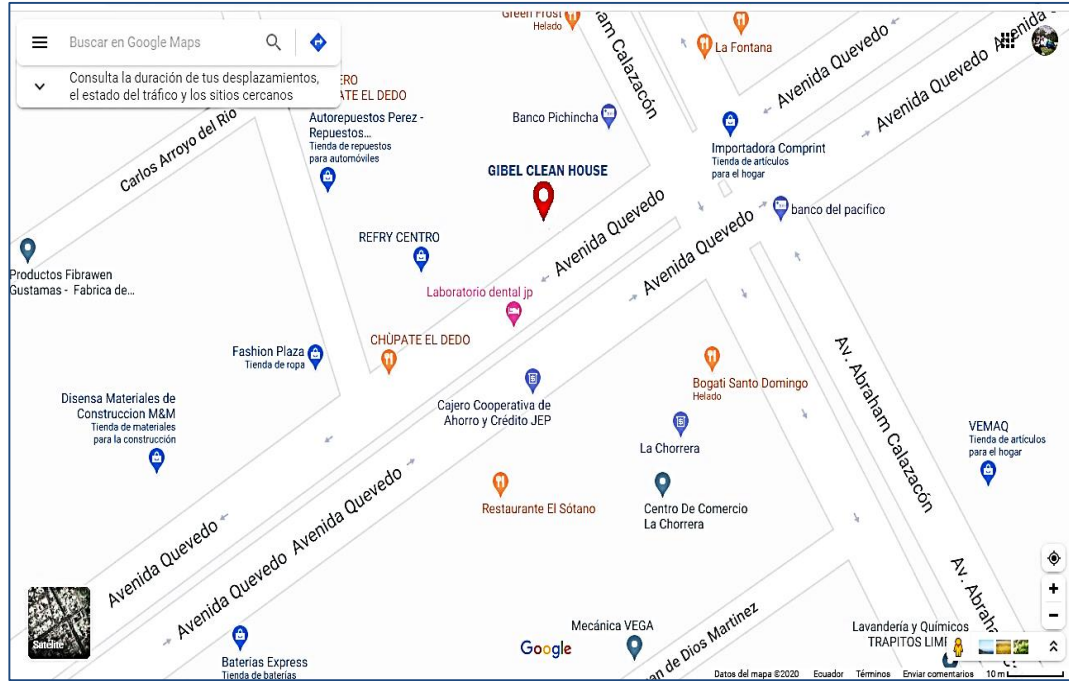 Buscar en Google Maps
Consulta la duración de tus desplazamientos,
el estado del tráfico y los sitios cercanos
Green Frost
Helado
La Fontana
Avenida Quevedo
Avenida Quevedo
Avenida
Banco Pichincha
Importadora Comprint
Tienda de artículos
para el hogar
ATE EL DEDO
Autorepuestos Perez -
Repuestos...
Tienda de repuestos
para automóviles
Carlos Arroyo del Rio
GIBEL CLEAN HOUSE
Calazacón
banco del pacifico
Avenida Quevedo
Avenida Quevedo
REFRY CENTRO
Productos Fibrawen
Gustamas - Fabrica de...
Laboratorio dental jp
CHÙPATE EL DEDO
Fashion Plaza
Tienda de ropa
Disensa Materiales de
Construccion M&M
Tienda de materiales
para la construcción
Cajero Cooperativa de
Ahorro y Crédito JEP
Bogati Santo Domingo
Helado
Av. Abraham Calazacón
La Chorrera
VEMAQ
Tienda de artículos
para el hogar
Restaurante El Sótano
Centro De Comercio
La Chorrera
Avenida Quevedo
Avenida Quevedo
Avenida Quevedo
Av.
Satélite
Baterías Express
Tienda de baterías
Google
Mecánica VEGA
de Dios Martinez
Lavandería y Químicos
TRAPITOS
Datos del mapa ©2020 Ecuador Términos Enviar comentarios 10 m